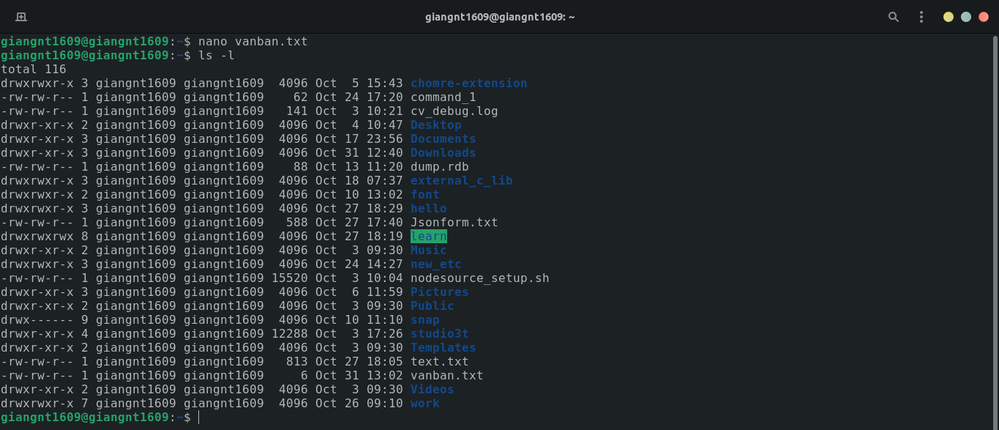 giangnt1609@giangnt1609: ~
giangnt1609@giangnt1609:~$ nano vanban.txt
giangnt1609@giangnt1609:~$ ls -l
total 116
drwxrwxr-x 3 giangnt1609 giangnt1609  4096 Oct  5 15:43 chomre-extension
-rw-rw-r-- 1 giangnt1609 giangnt1609    62 Oct 24 17:20 command_1
-rw-rw-r-- 1 giangnt1609 giangnt1609   141 Oct  3 10:21 cv_debug.log
drwxr-xr-x 2 giangnt1609 giangnt1609  4096 Oct  4 10:47 Desktop
drwxr-xr-x 3 giangnt1609 giangnt1609  4096 Oct 17 23:56 Documents
drwxr-xr-x 3 giangnt1609 giangnt1609  4096 Oct 31 12:40 Downloads
-rw-rw-r-- 1 giangnt1609 giangnt1609    88 Oct 13 11:20 dump.rdb
drwxrwxr-x 3 giangnt1609 giangnt1609  4096 Oct 18 07:37 external_c_lib
drwxrwxr-x 2 giangnt1609 giangnt1609  4096 Oct 10 13:02 font
drwxrwxr-x 3 giangnt1609 giangnt1609  4096 Oct 27 18:29 hello
-rw-rw-r-- 1 giangnt1609 giangnt1609   588 Oct 27 17:40 Jsonform.txt
drwxrwxrwx 8 giangnt1609 giangnt1609  4096 Oct 27 18:19 learn
drwxr-xr-x 2 giangnt1609 giangnt1609  4096 Oct  3 09:30 Music
drwxrwxr-x 3 giangnt1609 giangnt1609  4096 Oct 24 14:27 new_etc
-rw-rw-r-- 1 giangnt1609 giangnt1609 15520 Oct  3 10:04 nodesource_setup.sh
drwxr-xr-x 3 giangnt1609 giangnt1609  4096 Oct  6 11:59 Pictures
drwxr-xr-x 2 giangnt1609 giangnt1609  4096 Oct  3 09:30 Public
drwx------ 9 giangnt1609 giangnt1609  4096 Oct 10 11:10 snap
drwxr-xr-x 4 giangnt1609 giangnt1609 12288 Oct  3 17:26 studio3t
drwxr-xr-x 2 giangnt1609 giangnt1609  4096 Oct  3 09:30 Templates
-rw-rw-r-- 1 giangnt1609 giangnt1609   813 Oct 27 18:05 text.txt
-rw-rw-r-- 1 giangnt1609 giangnt1609     6 Oct 31 13:02 vanban.txt
drwxr-xr-x 2 giangnt1609 giangnt1609  4096 Oct  3 09:30 Videos
drwxrwxr-x 7 giangnt1609 giangnt1609  4096 Oct 26 09:10 work
giangnt1609@giangnt1609:~$